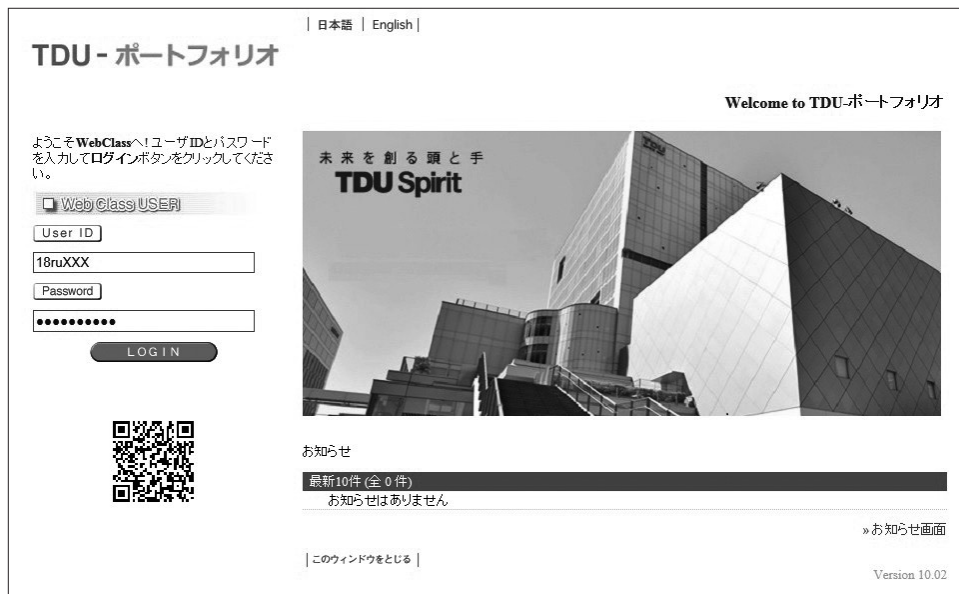 | 日本語 | English |
TDU - ポートフォリオ
Welcome to TDU-ポートフォリオ
ようこそWebClassへ! ユーザIDとパスワード
を入力してログインボタンをクリックしてくださ
い。
Web Class USER
User ID
18ruXXX
Password
●●●●●●●●●●
LOGIN
未来を創る頭と手
TDU Spirit
TDU
お知らせ
最新10件 (全 0 件)
お知らせはありません
»お知らせ画面
| このウィンドウをとじる |
Version 10.02